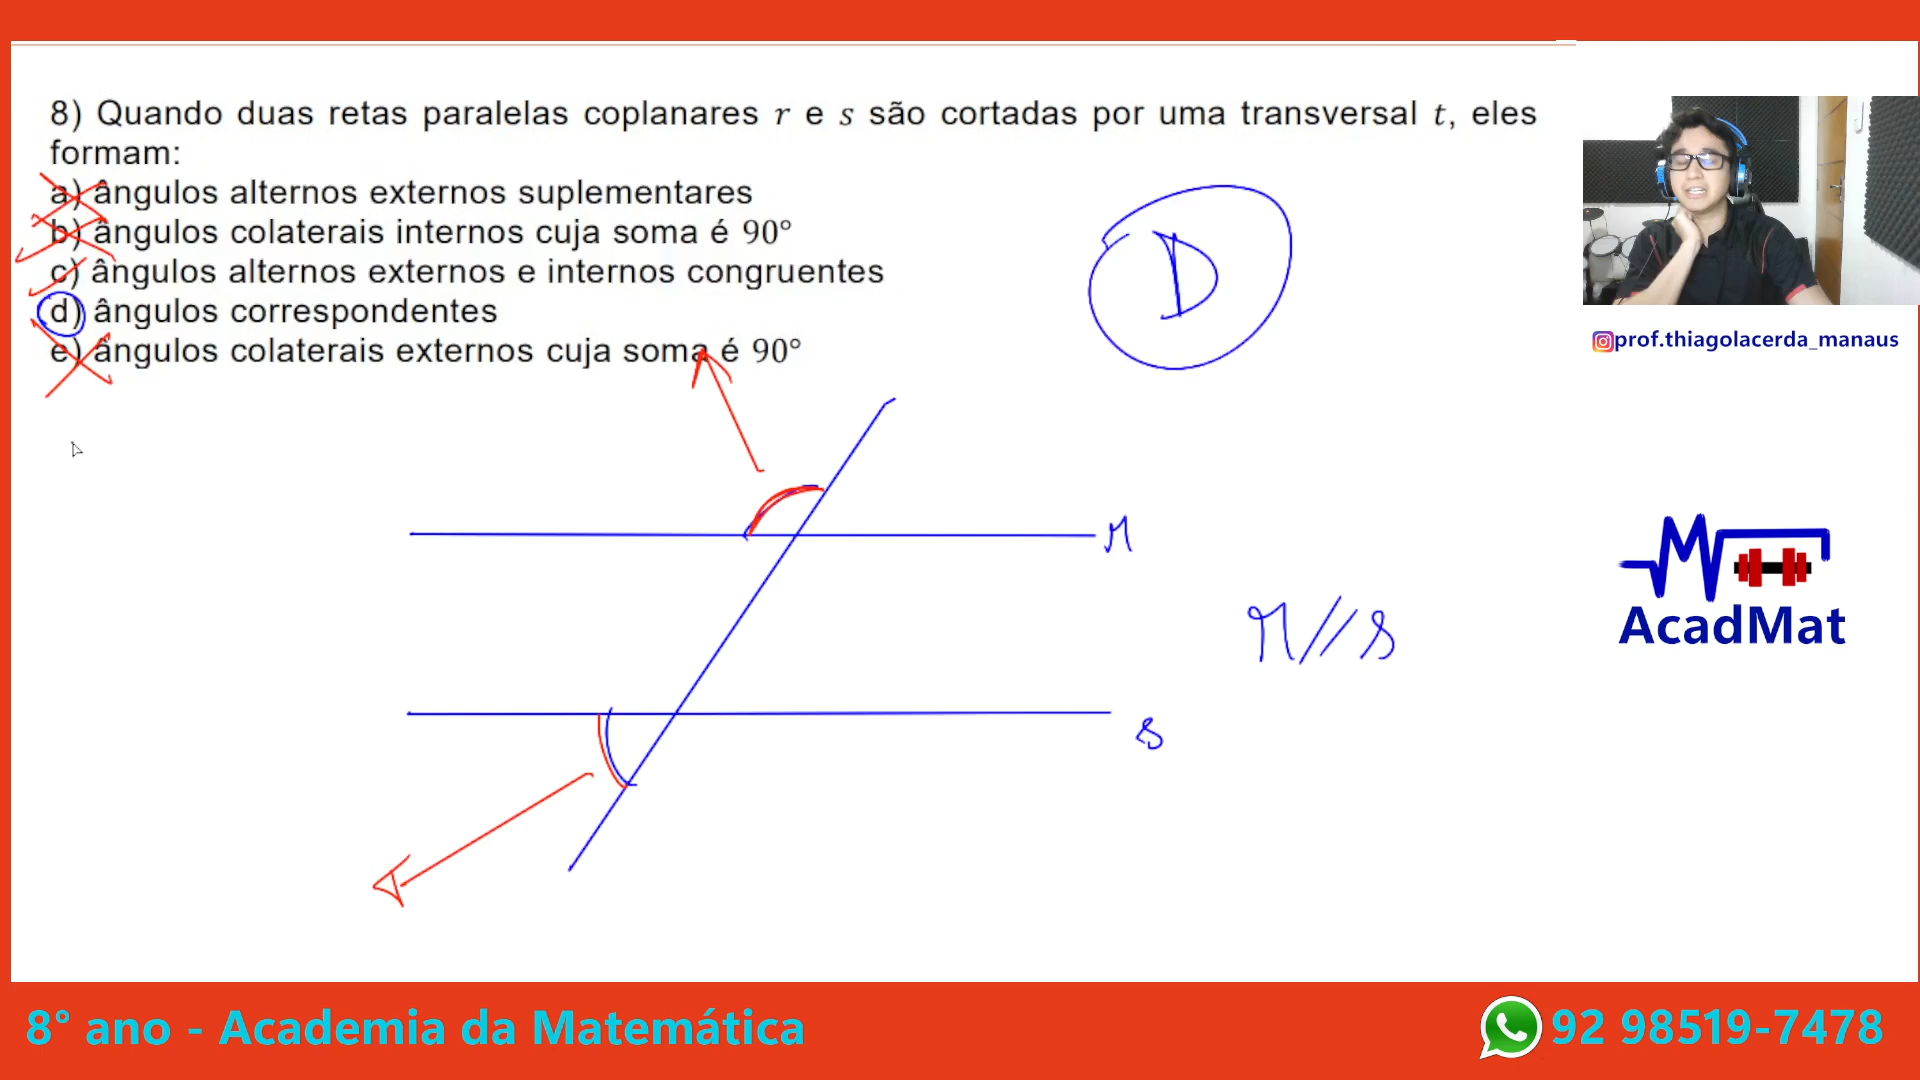 8) Quando duas retas paralelas coplanares r e s são cortadas por uma transversal t, eles
formam:
a) ângulos alternos externos suplementares
b) ângulos colaterais internos cuja soma é 90°
c) ângulos alternos externos e internos congruentes
d) ângulos correspondentes
e) ângulos colaterais externos cuja soma é 90°
D
r
r//s
s
@prof.thiagolacerda_manaus
AcadMat
8° ano - Academia da Matemática
92 98519-7478